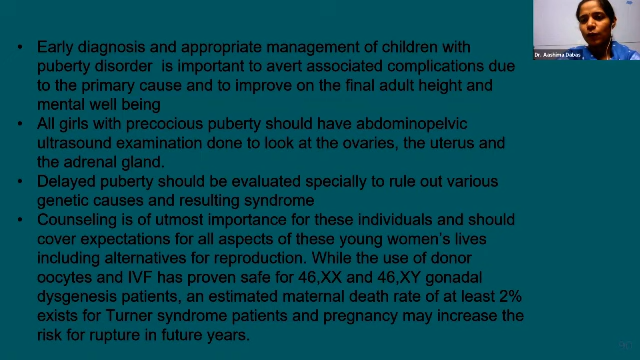 Dr. Aashima Dabas
• Early diagnosis and appropriate management of children with
puberty disorder is important to avert associated complications due
to the primary cause and to improve on the final adult height and
mental well being
• All girls with precocious puberty should have abdominopelvic
ultrasound examination done to look at the ovaries, the uterus and
the adrenal gland.
• Delayed puberty should be evaluated specially to rule out various
genetic causes and resulting syndrome
• Counseling is of utmost importance for these individuals and should
cover expectations for all aspects of these young women's lives
including alternatives for reproduction. While the use of donor
oocytes and IVF has proven safe for 46,XX and 46,XY gonadal
dysgenesis patients, an estimated maternal death rate of at least 2%
exists for Turner syndrome patients and pregnancy may increase the
risk for rupture in future years.